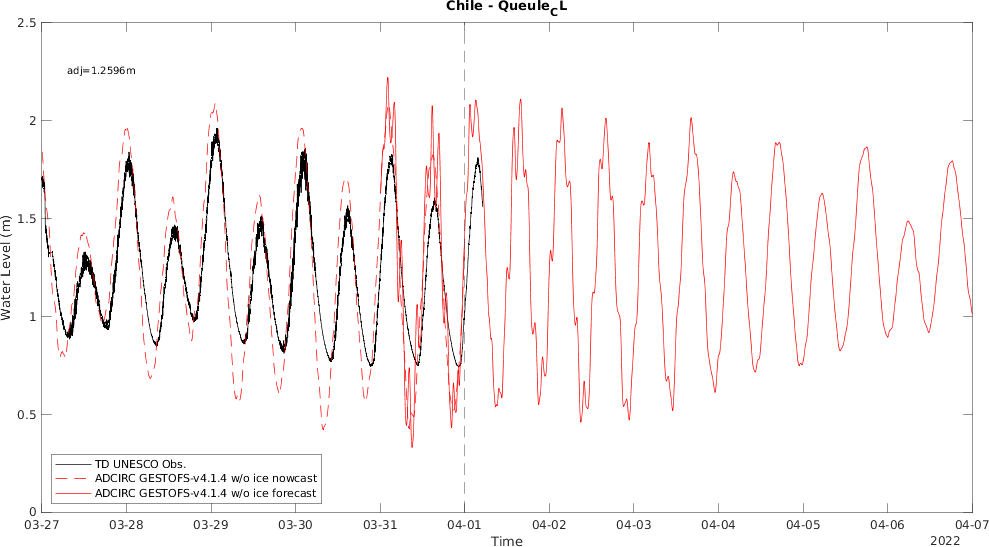 Chile - Queule_CL
2.5
adj=1.2596m
2
1.5
Water Level (m)
1
0.5
TD UNESCO Obs.
ADCIRC GESTOFS-v4.1.4 w/o ice nowcast
ADCIRC GESTOFS-v4.1.4 w/o ice forecast
0
03-27 03-28 03-29 03-30 03-31 04-01 04-02 04-03 04-04 04-05 04-06 04-07
Time
2022